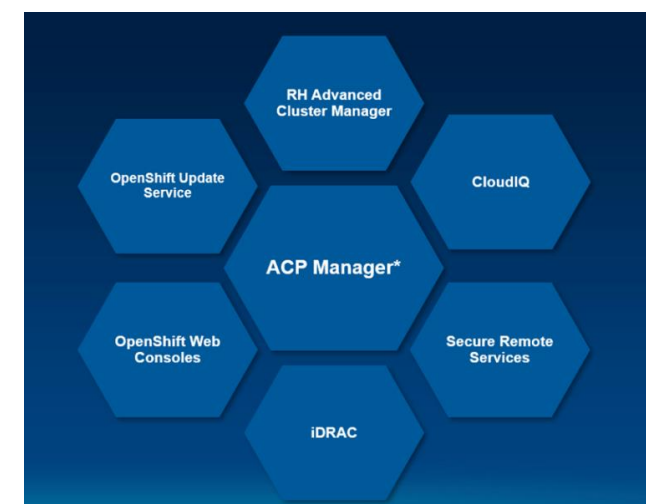 RH Advanced
Cluster Manager
OpenShift Update
Service
CloudIQ
ACP Manager*
OpenShift Web
Consoles
Secure Remote
Services
iDRAC